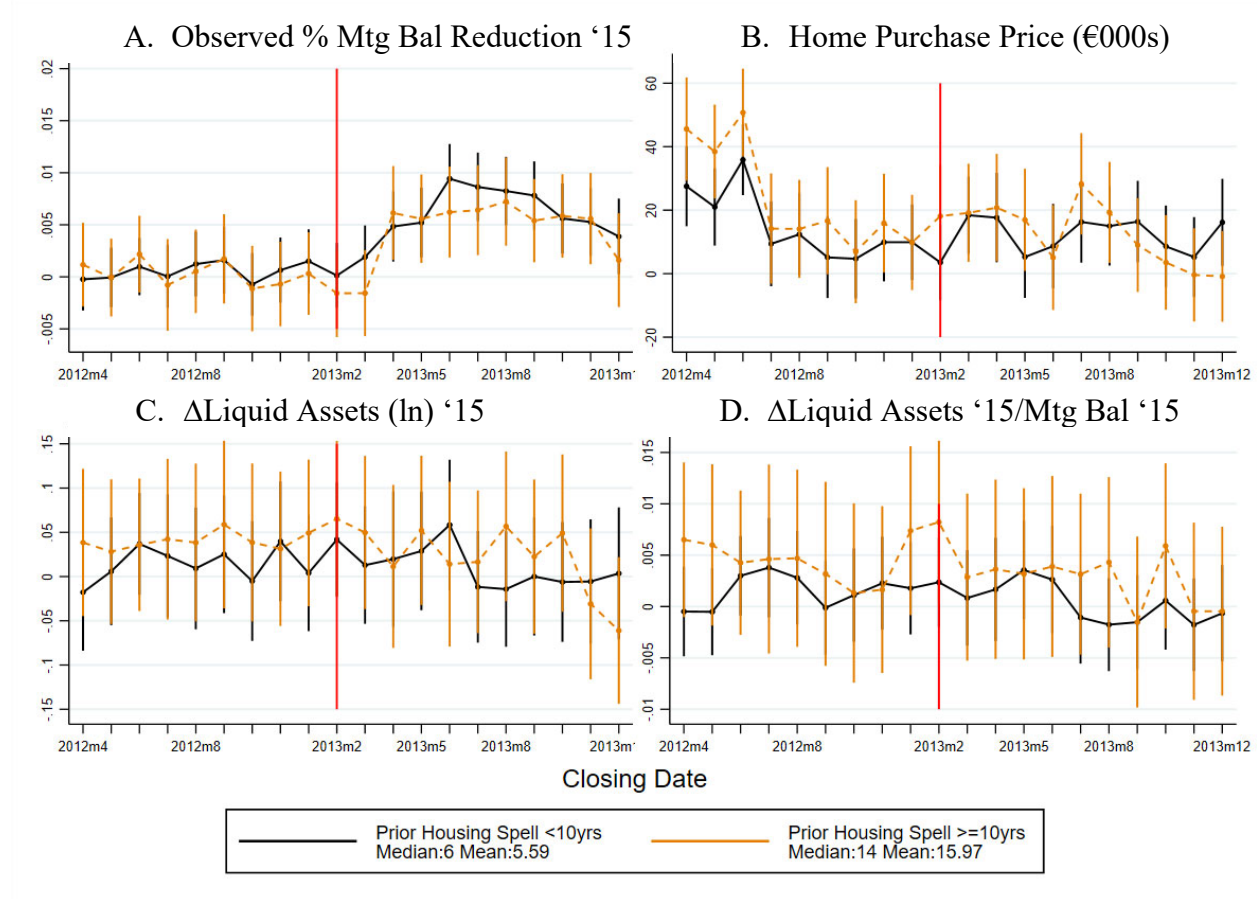 A. Observed % Mtg Bal Reduction ‘15
B. Home Purchase Price (€000s)
.02
.015
.01
.005
0
-.005
2012m4 2012m8 2013m2 2013m5 2013m8 2013m
60
40
20
0
-20
2012m4 2012m8 2013m2 2013m5 2013m8 2013m12
C. ΔLiquid Assets (ln) ‘15
D. ΔLiquid Assets ‘15/Mtg Bal ‘15
.15
.1
.05
0
-.05
-.1
-.15
2012m4 2012m8 2013m2 2013m5 2013m8 2013m
.015
.01
.005
0
-.005
-.01
2012m4 2012m8 2013m2 2013m5 2013m8 2013m12
Closing Date
Prior Housing Spell <10yrs
Median:6 Mean:5.59
Prior Housing Spell >=10yrs
Median:14 Mean:15.97